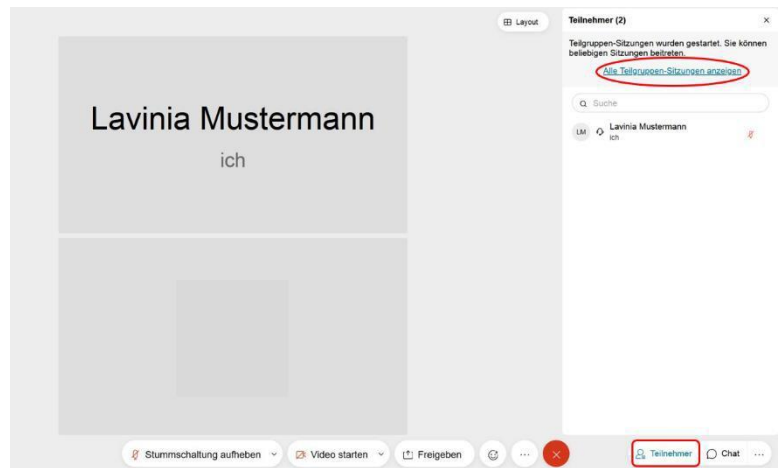 Layout
Teilnehmer (2)
Teilgruppen-Sitzungen wurden gestartet. Sie können
beliebigen Sitzungen beitreten.
Alle Teilgruppen-Sitzungen anzeigen
Suche
Lavinia Mustermann
ich
LM
Lavinia Mustermann
ich
Stummschaltung aufheben
Video starten
Freigeben
Teilnehmer
Chat